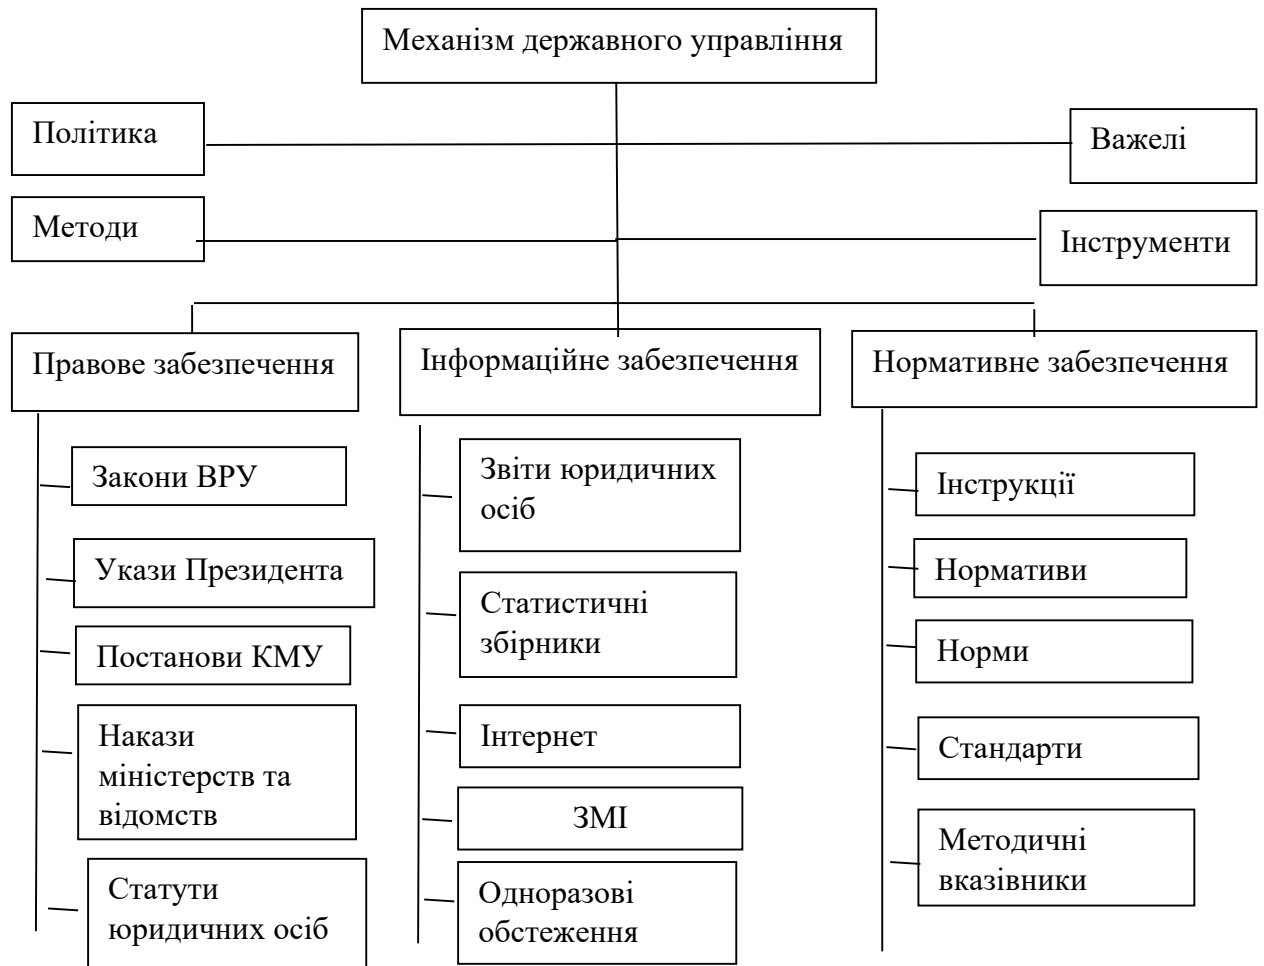 Механізм державного управління
Політика
Важелі
Методи
Інструменти
Правове забезпечення
Інформаційне забезпечення
Нормативне забезпечення
Закони ВРУ
Укази Президента
Постанови КМУ
Накази
міністерств та
відомств
Статути
юридичних осіб
Звіти юридичних
осіб
Статистичні
збірники
Інтернет
ЗМІ
Одноразові
обстеження
Інструкції
Нормативи
Норми
Стандарти
Методичні
вказівники